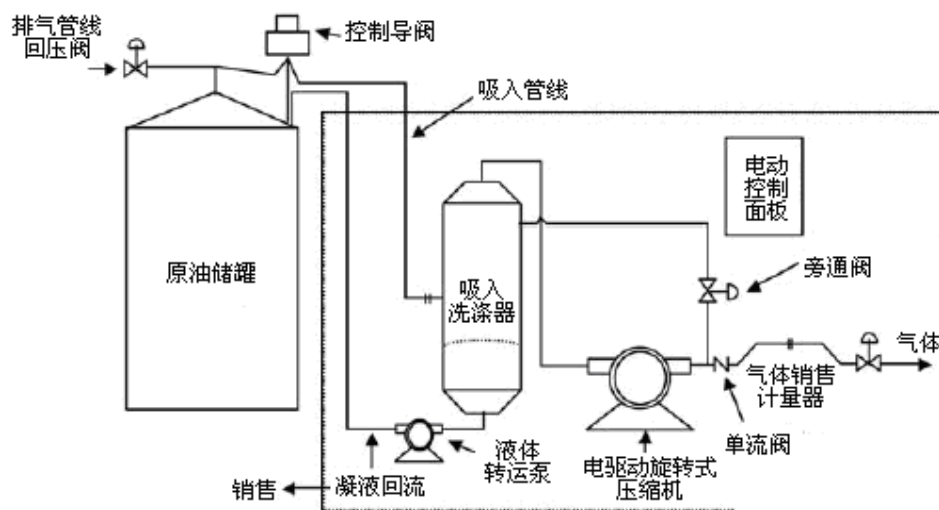 排气管线
回压阀
控制导阀
吸入管线
电动
控制
面板
原油储罐
吸入
洗涤器
旁通阀
气体
气体销售
计量器
单流阀
液体
转运泵
电驱动旋转式
压缩机
销售
凝液回流